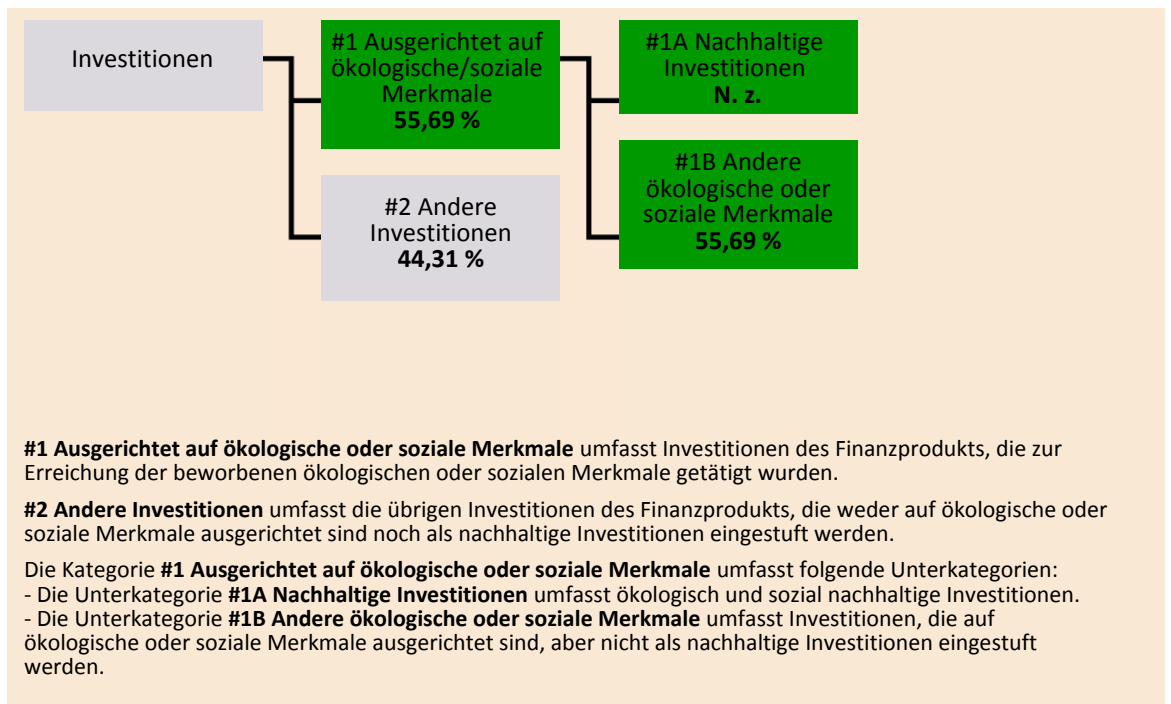 Investitionen
#1 Ausgerichtet auf
ökologische/soziale
Merkmale
55,69 %
#2 Andere
Investitionen
44,31 %
#1A Nachhaltige
Investitionen
N. z.
#1B Andere
ökologische oder
soziale Merkmale
55,69 %
#1 Ausgerichtet auf ökologische oder soziale Merkmale umfasst Investitionen des Finanzprodukts, die zur
Erreichung der beworbenen ökologischen oder sozialen Merkmale getätigt wurden.
#2 Andere Investitionen umfasst die übrigen Investitionen des Finanzprodukts, die weder auf ökologische oder
soziale Merkmale ausgerichtet sind noch als nachhaltige Investitionen eingestuft werden.
Die Kategorie #1 Ausgerichtet auf ökologische oder soziale Merkmale umfasst folgende Unterkategorien:
- Die Unterkategorie #1A Nachhaltige Investitionen umfasst ökologisch und sozial nachhaltige Investitionen.
- Die Unterkategorie #1B Andere ökologische oder soziale Merkmale umfasst Investitionen, die auf
ökologische oder soziale Merkmale ausgerichtet sind, aber nicht als nachhaltige Investitionen eingestuft
werden.